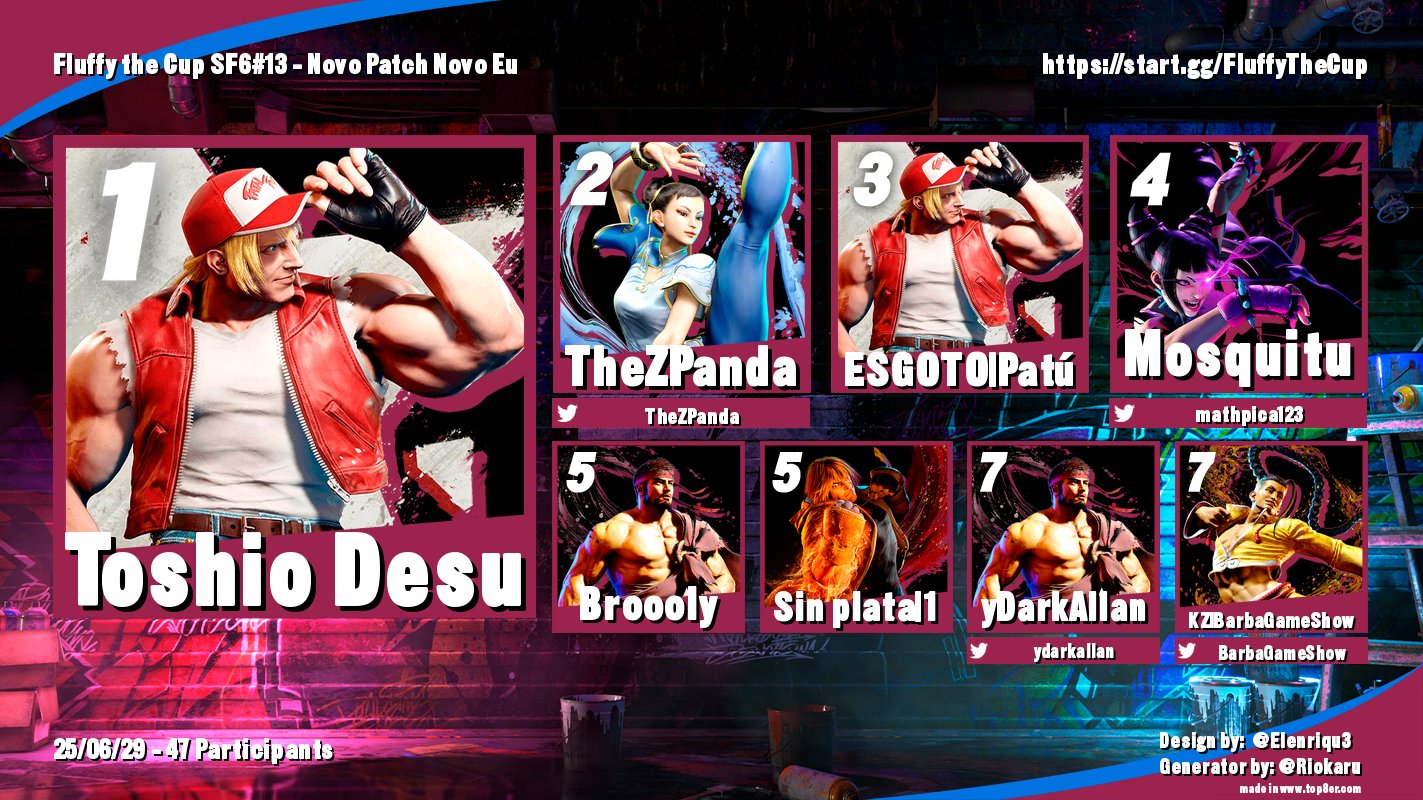 Fluffy the Cup SF6#13 - Novo Patch Novo Eu
https://start.gg/FluffyTheCup
1
Toshio Desu
2
TheZPanda
TheZPanda
3
ESGOTO|Patú
4
Mosquitu
mathpica123
5
Broooly
5
Sin plata|1
7
yDarkAllan
ydarkallan
7
KZ|BarbaGameShow
BarbaGameShow
25/06/29 - 47 Participants
Design by: @Elenriqu3
Generator by: @Riokaru
made in www.top8er.com